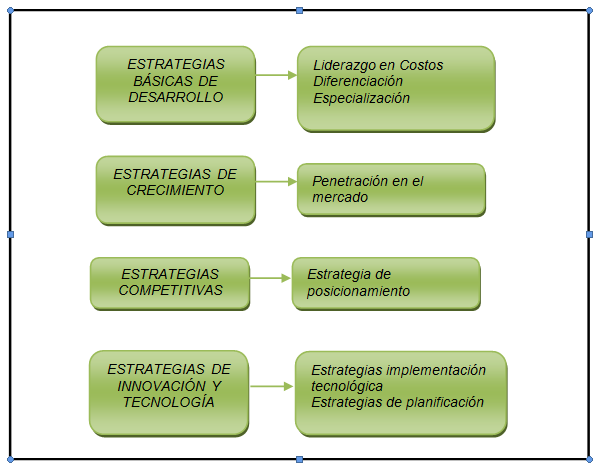 ESTRATEGIAS
BÁSICAS DE
DESARROLLO
Liderazgo en Costos
Diferenciación
Especialización
ESTRATEGIAS DE
CRECIMIENTO
Penetración en el
mercado
ESTRATEGIAS
COMPETITIVAS
Estrategia de
posicionamiento
ESTRATEGIAS DE
INNOVACIÓN Y
TECNOLOGÍA
Estrategias implementación
tecnológica
Estrategias de planificación